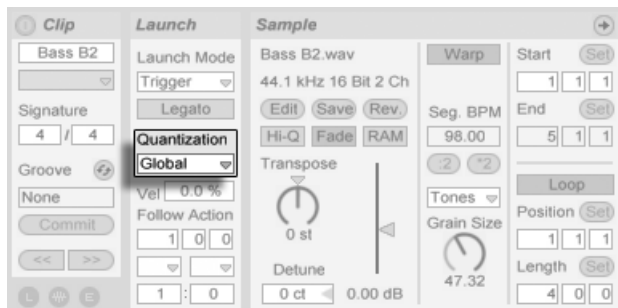 Clip
Bass B2
Signature
4 / 4
Groove
None
Commit
<< >>
L E
Launch
Launch Mode
Trigger
Legato
Quantization
Global
Vel 0.0 %
Follow Action
1 0 0
1 : 0
Sample
Bass B2.wav
44.1 kHz 16 Bit 2 Ch
Edit Save Rev.
Hi-Q Fade RAM
Transpose
0 st
Detune
0 ct 0.00 dB
Warp
Seg. BPM
98.00
:2 *2
Tones
Grain Size
47.32
Start Set
1 1 1
End Set
5 1 1
Loop
Position Set
1 1 1
Length Set
4 0 0